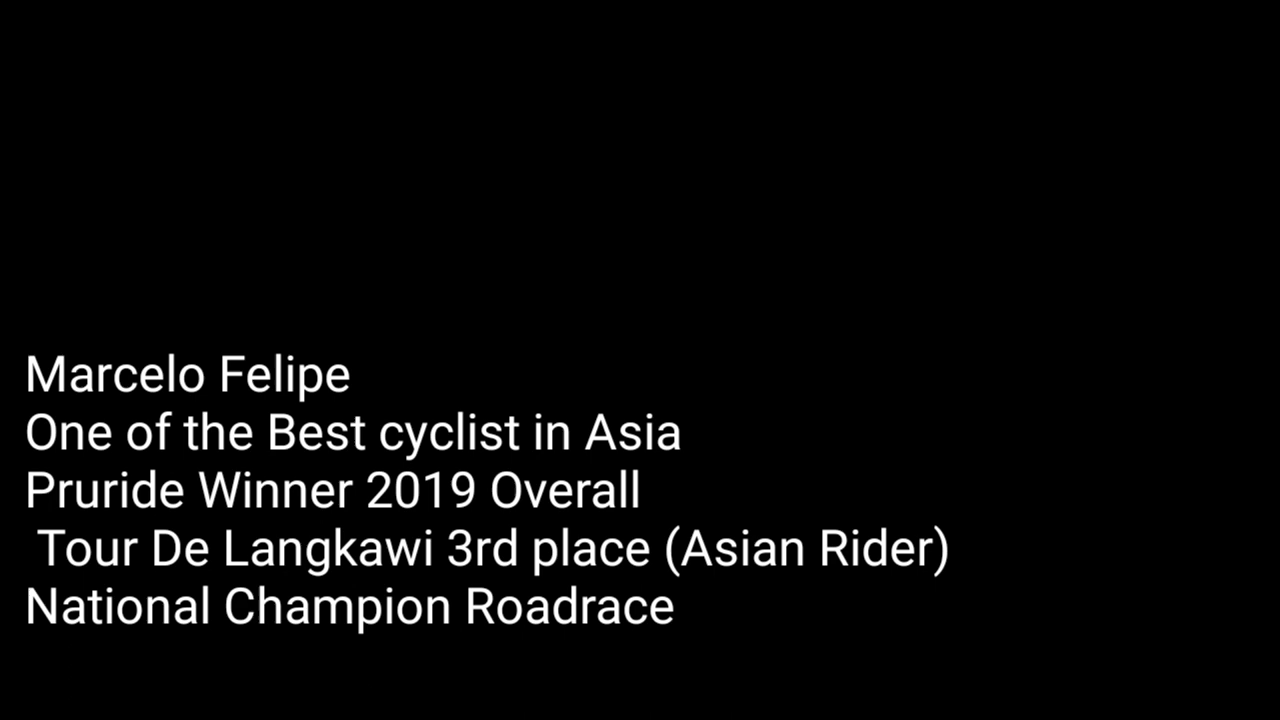 Marcelo Felipe
One of the Best cyclist in Asia
Pruride Winner 2019 Overall
Tour De Langkawi 3rd place (Asian Rider)
National Champion Roadrace